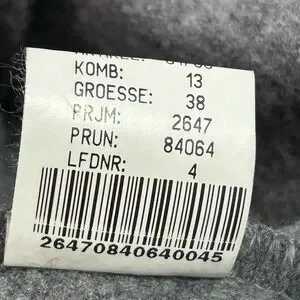 KOMB: 13
GROESSE: 38
PRJM: 2647
PRUN: 84064
LFDNR: 4
26470840640045